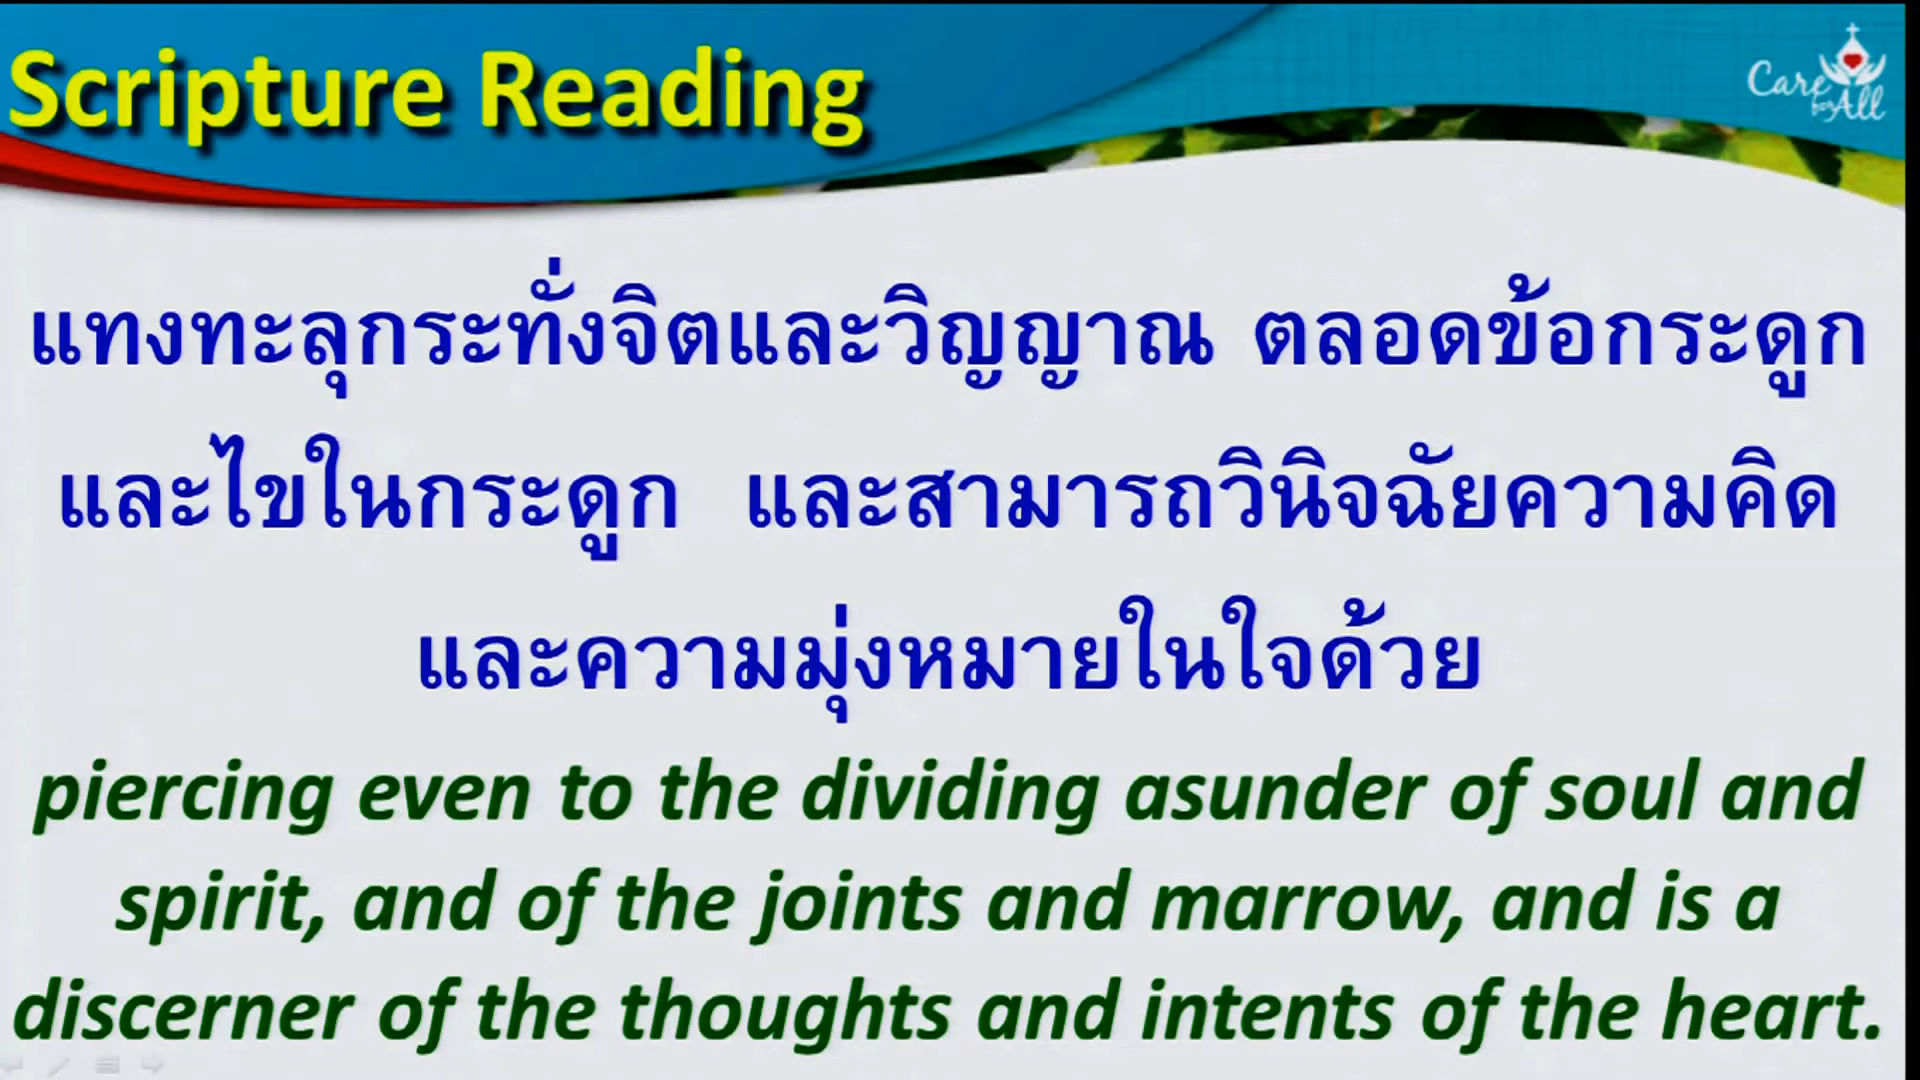 Scripture Reading
Care
for All
แทงทะลุกระทั่งจิตและวิญญาณ ตลอดข้อกระดูก
และไขในกระดูก และสามารถวินิจฉัยความคิด
และความมุ่งหมายในใจด้วย
piercing even to the dividing asunder of soul and
spirit, and of the joints and marrow, and is a
discerner of the thoughts and intents of the heart.